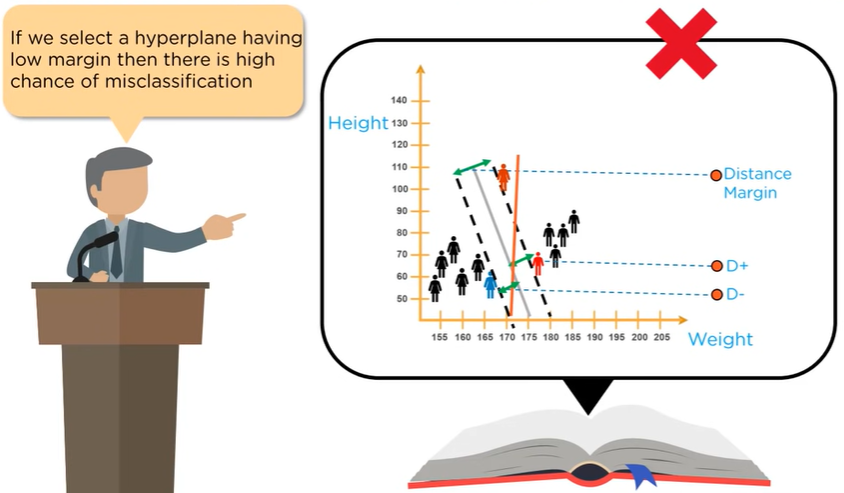 If we select a hyperplane having
low margin then there is high
chance of misclassification
Height
140
130
120
110
100
90
80
70
60
50
155 160 165 170 175 180 185 190 195 200 205
Weight
Distance
Margin
D+
D-